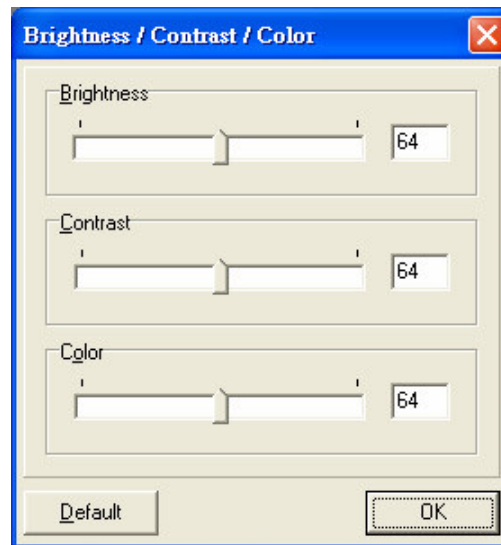 Brightness / Contrast / Color
Brightness
64
Contrast
64
Color
64
Default
OK